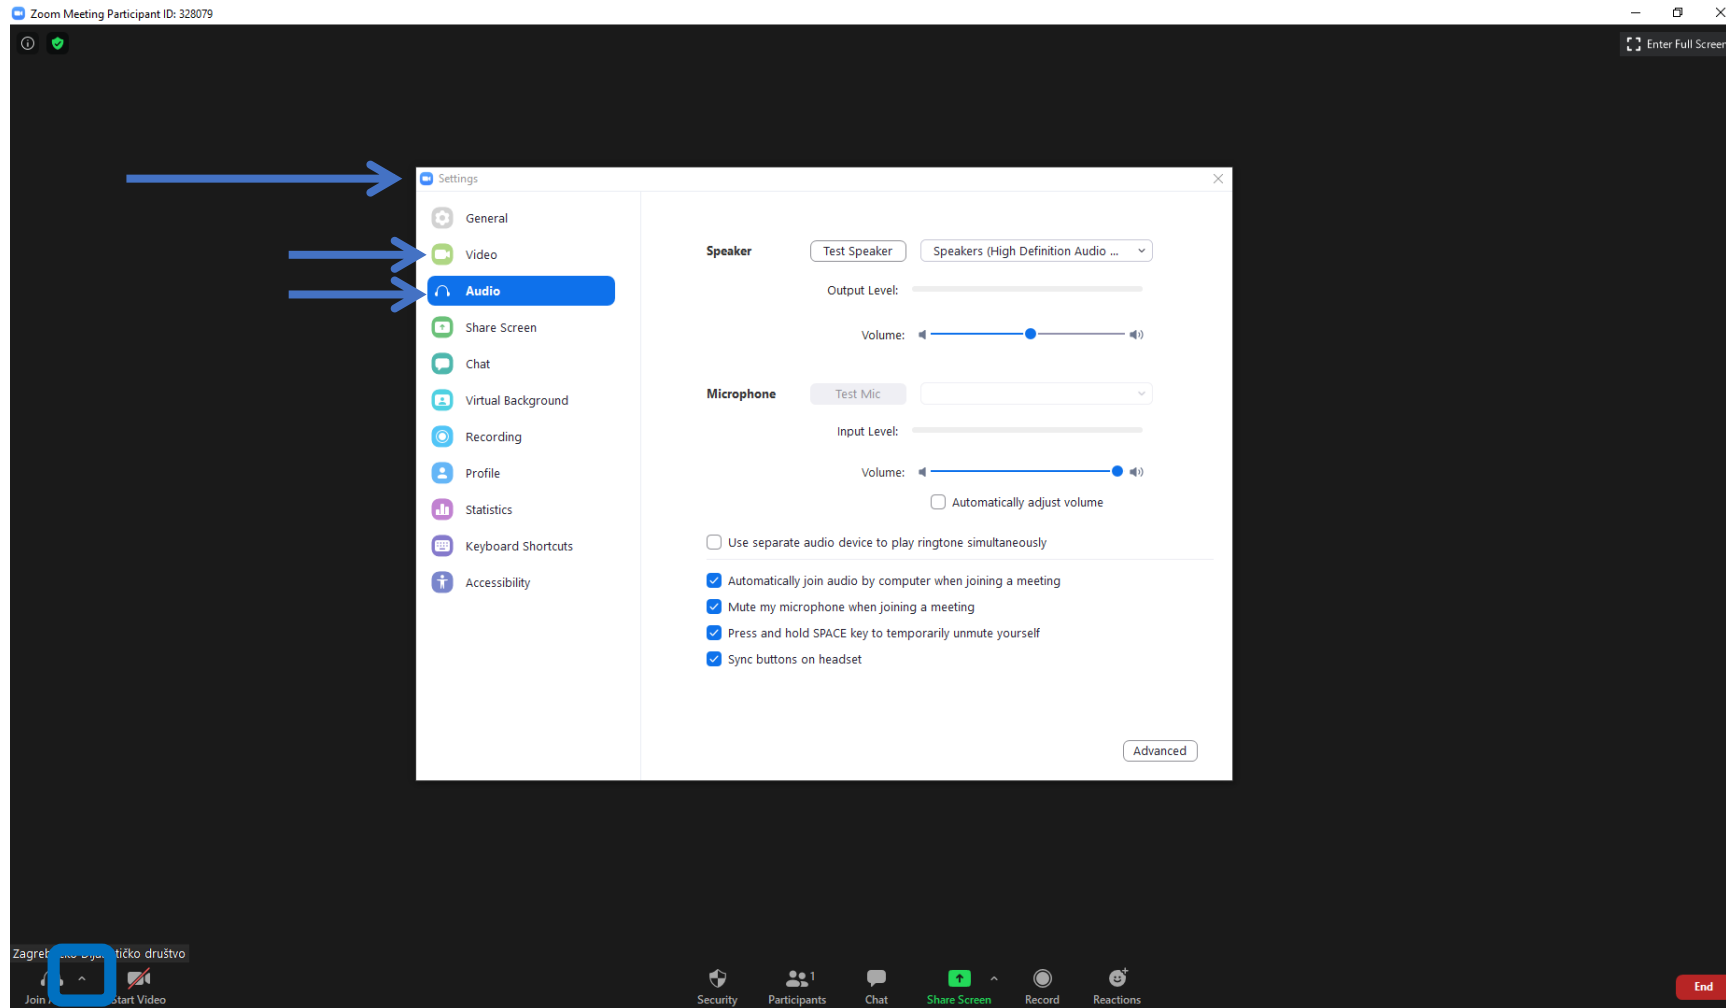 Zoom Meeting Participant ID: 328079
Enter Full Screen
Settings
General
Video
Audio
Share Screen
Chat
Virtual Background
Recording
Profile
Statistics
Keyboard Shortcuts
Accessibility
Speaker Test Speaker Speakers (High Definition Audio ...
Output Level:
Volume:
Microphone Test Mic
Input Level:
Volume:
Automatically adjust volume
Use separate audio device to play ringtone simultaneously
Automatically join audio by computer when joining a meeting
Mute my microphone when joining a meeting
Press and hold SPACE key to temporarily unmute yourself
Sync buttons on headset
Advanced
društvo
1
Join Start Video Security Participants Chat Share Screen Record Reactions End